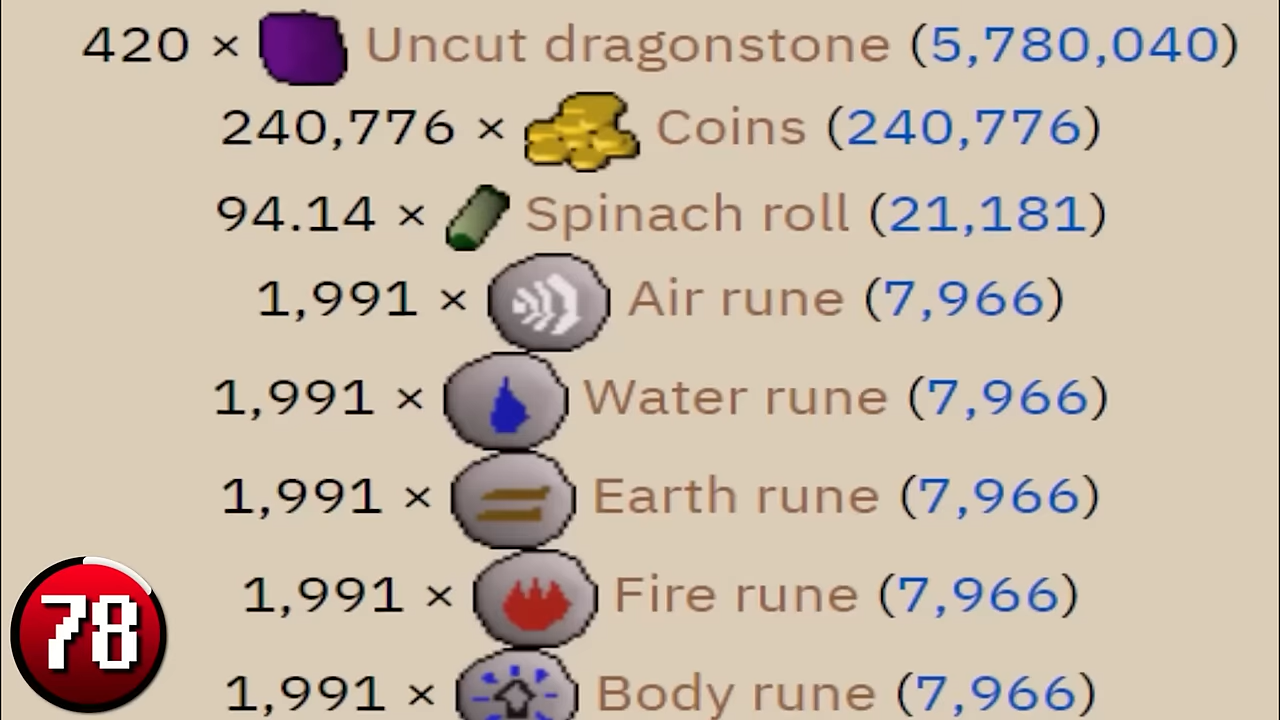 420 × Uncut dragonstone (5,780,040)
240,776 × Coins (240,776)
94.14 × Spinach roll (21,181)
1,991 × Air rune (7,966)
1,991 × Water rune (7,966)
1,991 × Earth rune (7,966)
1,991 × Fire rune (7,966)
1,991 × Body rune (7,966)
78